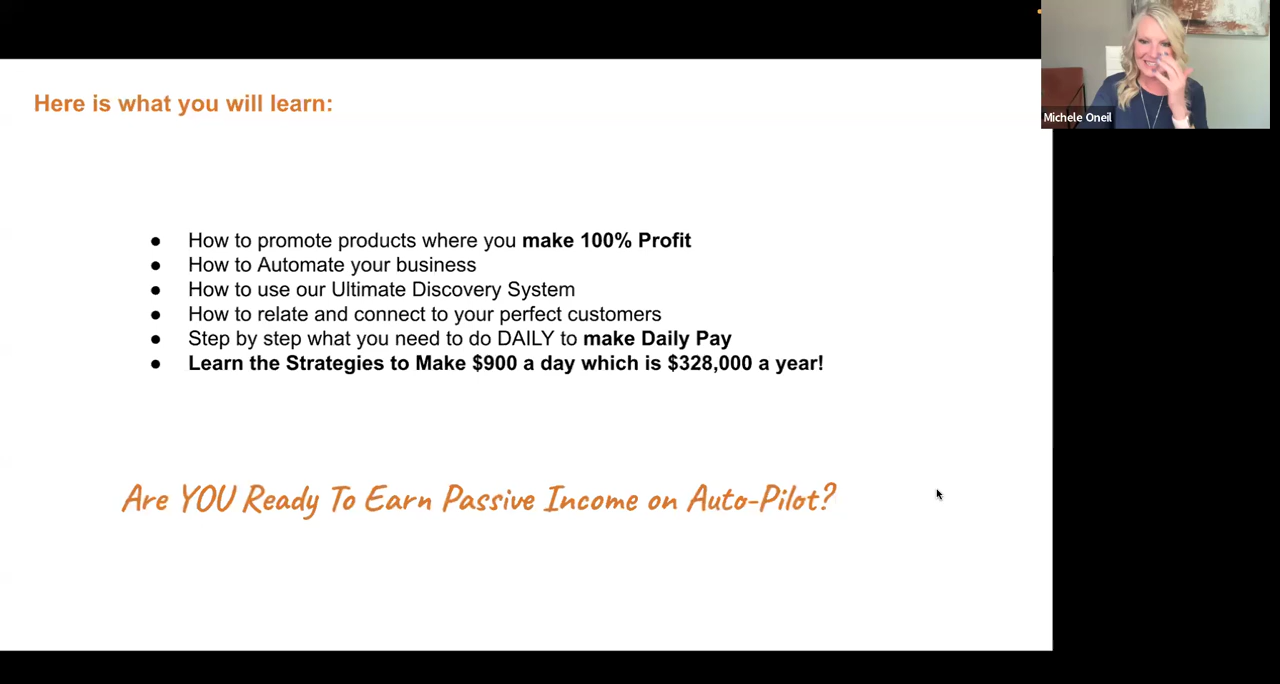 Michele Oneil
Here is what you will learn:
● How to promote products where you make 100% Profit
● How to Automate your business
● How to use our Ultimate Discovery System
● How to relate and connect to your perfect customers
● Step by step what you need to do DAILY to make Daily Pay
● Learn the Strategies to Make $900 a day which is $328,000 a year!
Are YOU Ready To Earn Passive Income on Auto-Pilot?